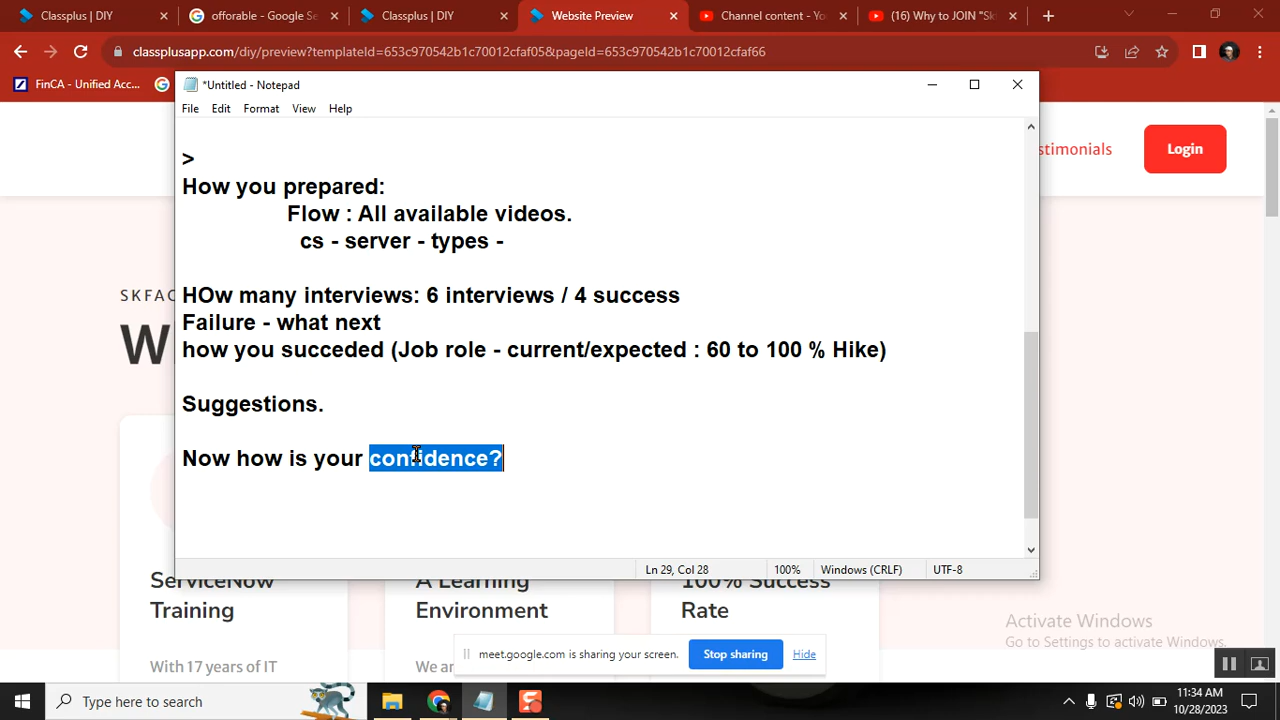 Classplus | DIY
offorable - Google Se
Classplus | DIY
Website Preview
Channel content - Yo
(16) Why to JOIN "Sk
classplusapp.com/diy/preview?templateId=653c970542b1c70012cfaf05&pageId=653c970542b1c70012cfaf66
FinCA - Unified Acc...
*Untitled - Notepad
File Edit Format View Help
estimonials
Login
>
How you prepared:
Flow : All available videos.
cs - server - types -
HOw many interviews: 6 interviews / 4 success
Failure - what next
how you succeded (Job role - current/expected : 60 to 100 % Hike)
Suggestions.
Now how is your confidence?
SKFAC
W
Ln 29, Col 28
100%
Windows (CRLF)
UTF-8
ServiceNow
Training
A Learning
Environment
100% Success
Rate
With 17 years of IT
We ar
meet.google.com is sharing your screen.
Stop sharing
Hide
Activate Windows
Go to Settings to activate Windows.
Type here to search
11:34 AM
10/28/2023